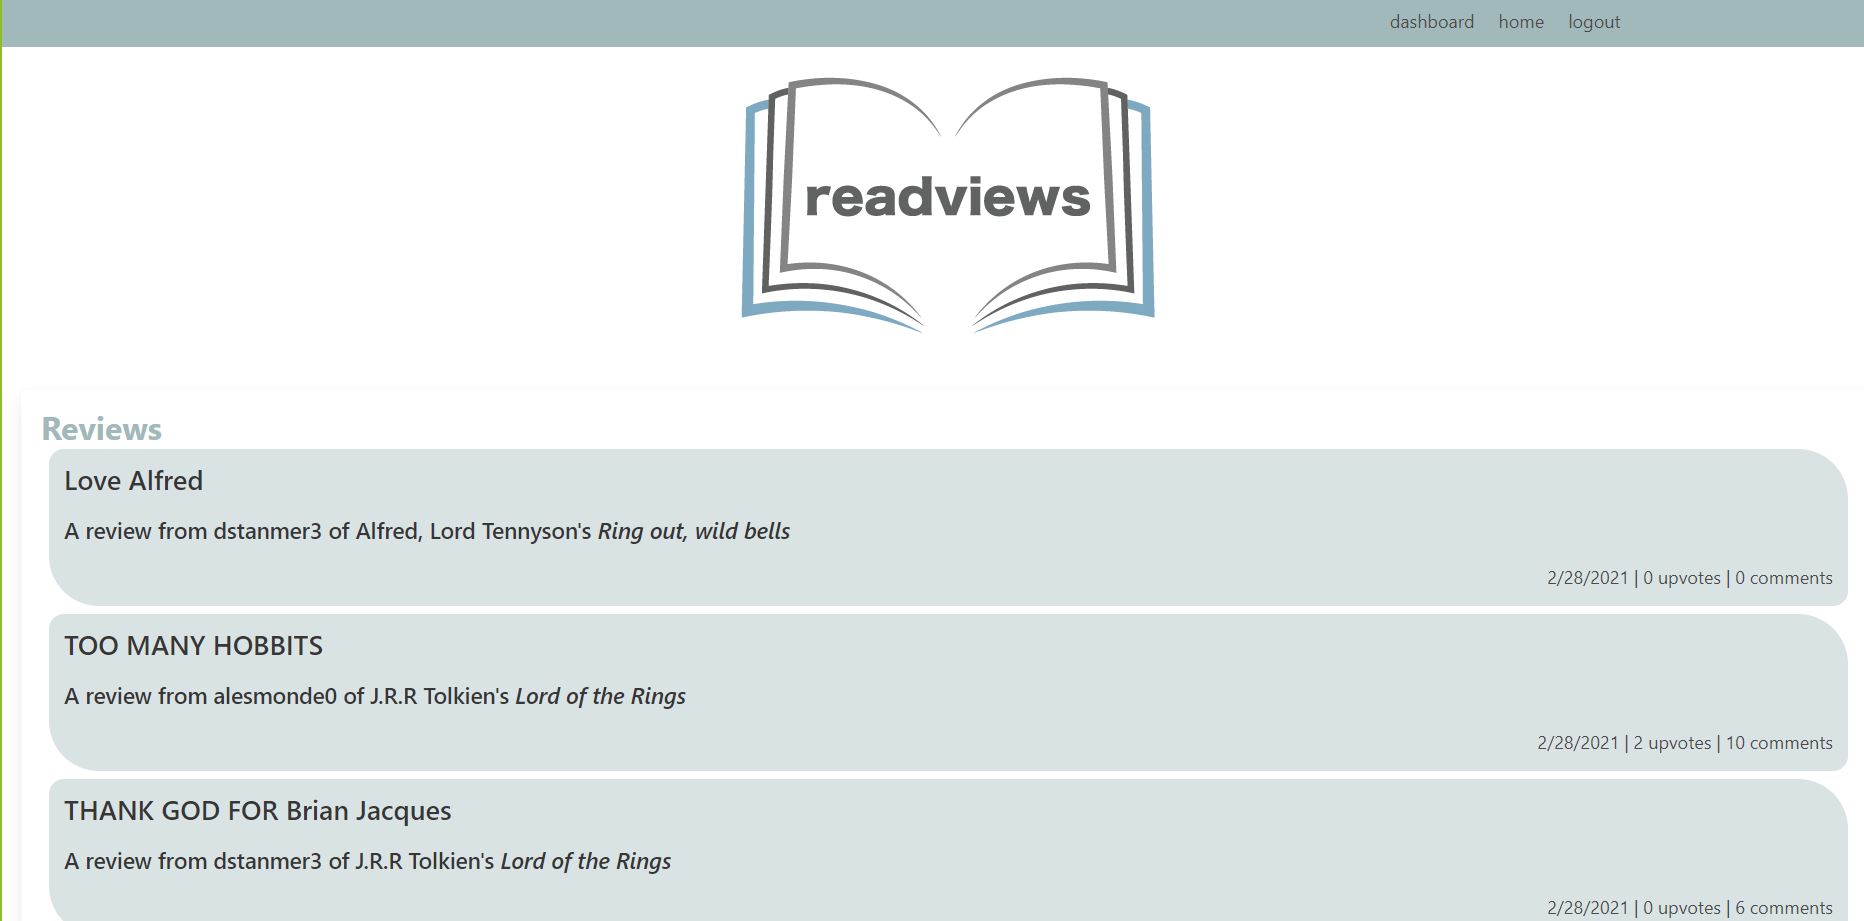 dashboard home logout
readviews
Reviews
Love Alfred
A review from dstanmer3 of Alfred, Lord Tennyson's Ring out, wild bells
2/28/2021 | 0 upvotes | 0 comments
TOO MANY HOBBITS
A review from alesmonde0 of J.R.R Tolkien's Lord of the Rings
2/28/2021 | 2 upvotes | 10 comments
THANK GOD FOR Brian Jacques
A review from dstanmer3 of J.R.R Tolkien's Lord of the Rings
2/28/2021 | 0 upvotes | 6 comments